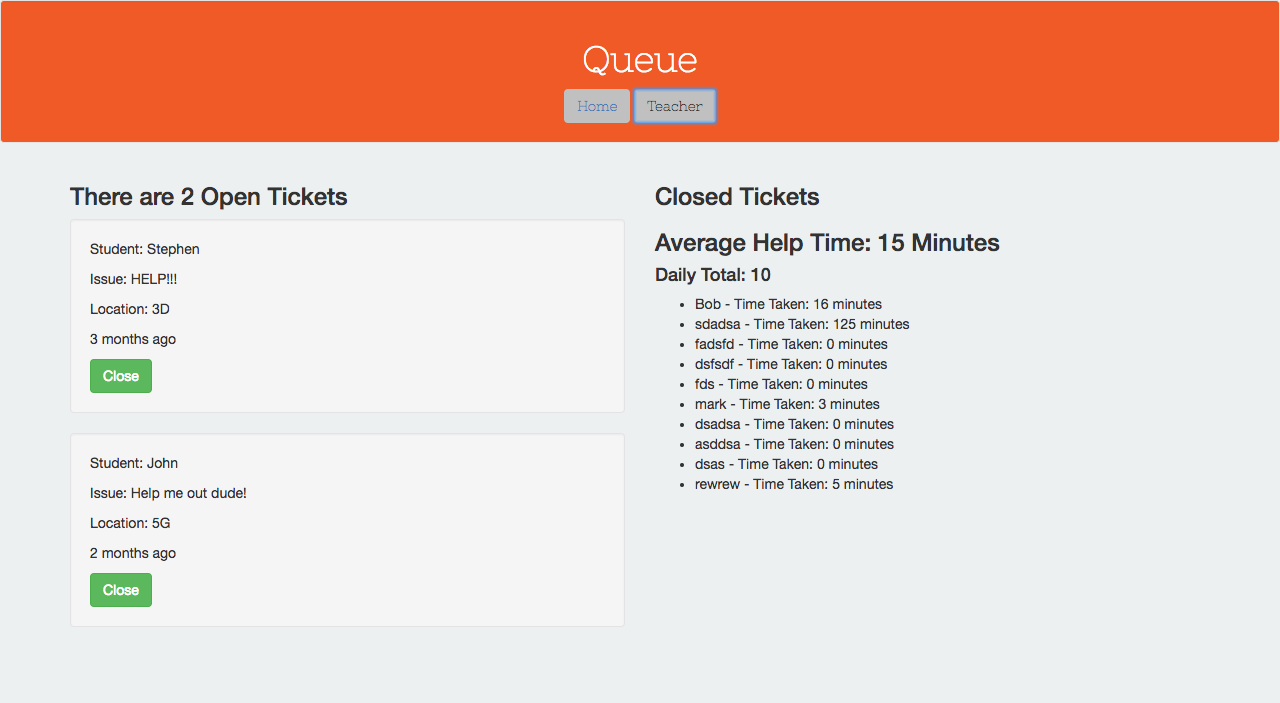 Queue
Home Teacher
There are 2 Open Tickets
Student: Stephen
Issue: HELP!!!
Location: 3D
3 months ago
Close
Student: John
Issue: Help me out dude!
Location: 5G
2 months ago
Close
Closed Tickets
Average Help Time: 15 Minutes
Daily Total: 10
Bob - Time Taken: 16 minutes
sdadsa - Time Taken: 125 minutes
fadsfd - Time Taken: 0 minutes
dsfsdf - Time Taken: 0 minutes
fds - Time Taken: 0 minutes
mark - Time Taken: 3 minutes
dsadsa - Time Taken: 0 minutes
asddsa - Time Taken: 0 minutes
dsas - Time Taken: 0 minutes
rewrew - Time Taken: 5 minutes